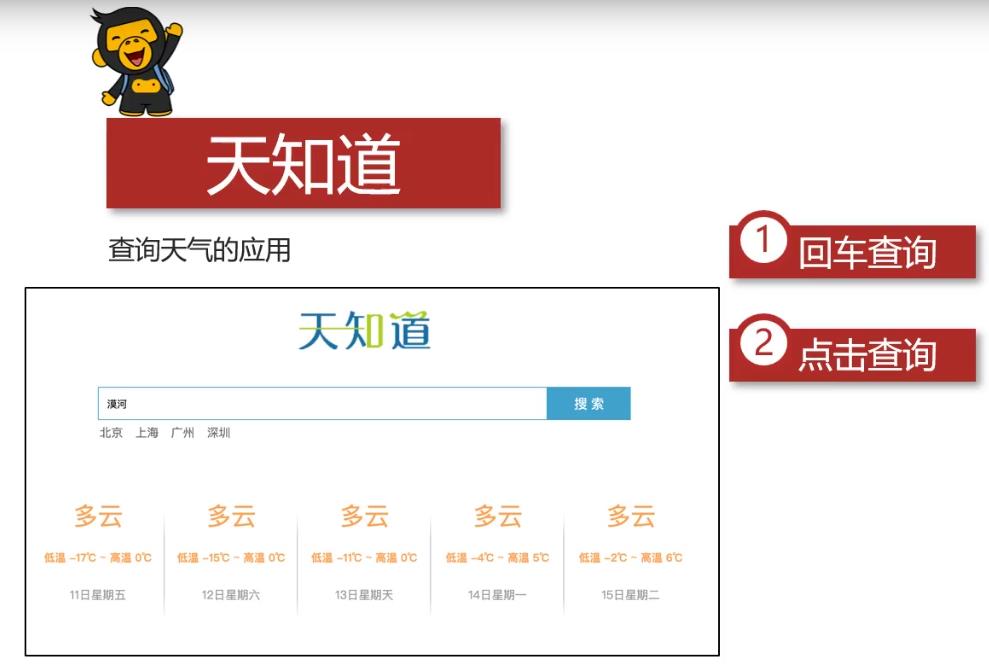 天知道
查询天气的应用
1 回车查询
2 点击查询
天知道
漠河 搜索
北京 上海 广州 深圳
多云 多云 多云 多云 多云
低温 -17℃ ~ 高温 0℃ 低温 -15℃ ~ 高温 0℃ 低温 -11℃ ~ 高温 0℃ 低温 -4℃ ~ 高温 5℃ 低温 -2℃ ~ 高温 6℃
11日星期五 12日星期六 13日星期天 14日星期一 15日星期二